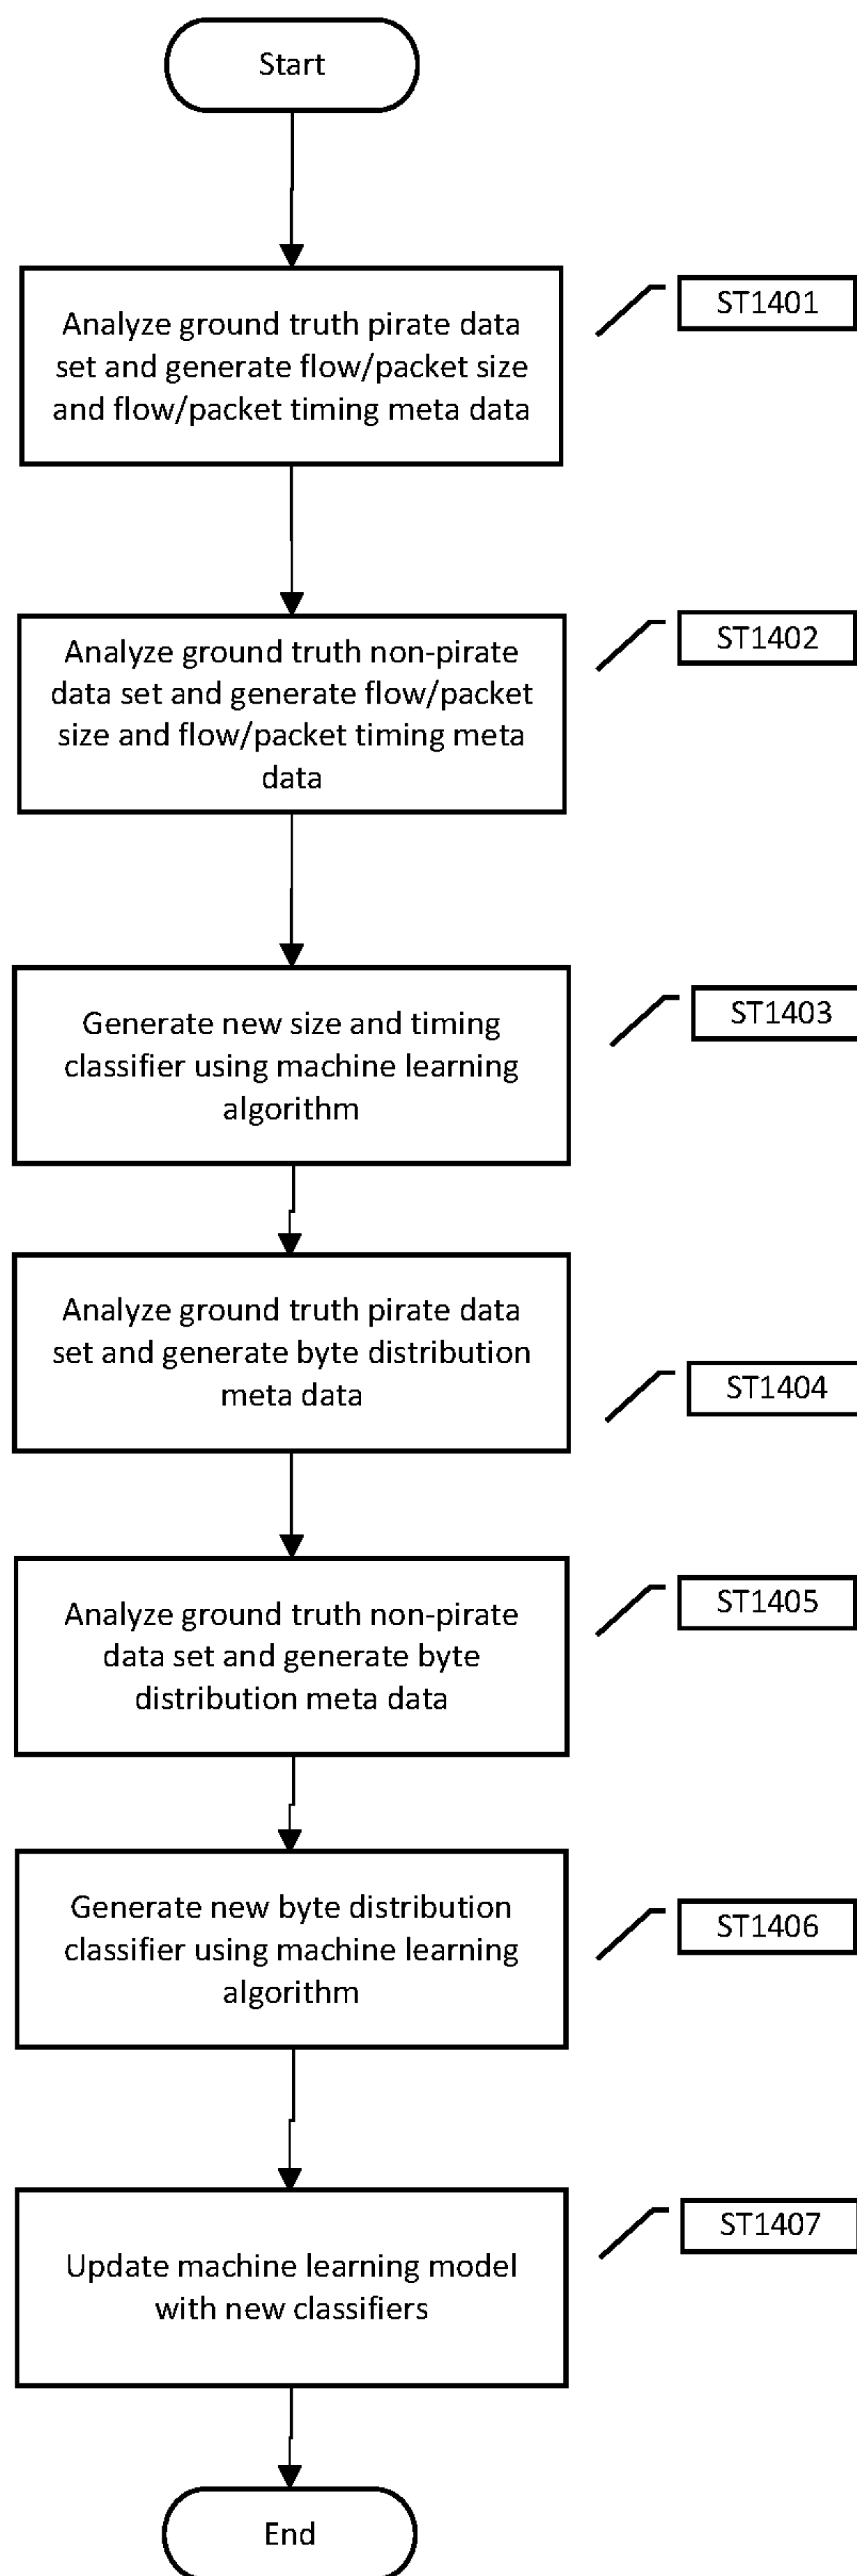 Start
Analyze ground truth pirate data
set and generate flow/packet size
and flow/packet timing meta data
ST1401
Analyze ground truth non-pirate
data set and generate flow/packet
size and flow/packet timing meta
data
ST1402
Generate new size and timing
classifier using machine learning
algorithm
ST1403
Analyze ground truth pirate data
set and generate byte distribution
meta data
ST1404
Analyze ground truth non-pirate
data set and generate byte
distribution meta data
ST1405
Generate new byte distribution
classifier using machine learning
algorithm
ST1406
Update machine learning model
with new classifiers
ST1407
End